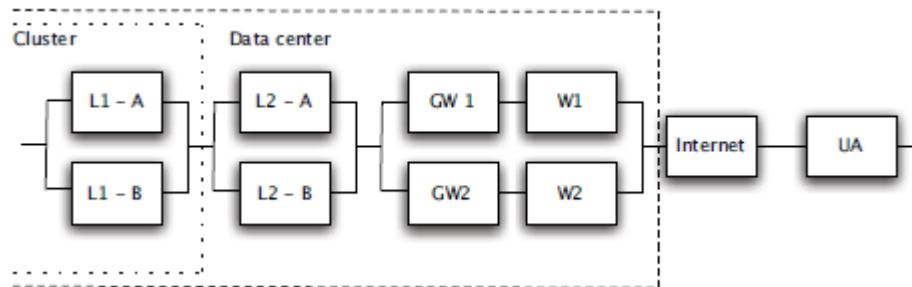 Cluster
Data center
L1 - A
L2 - A
GW 1
W1
Internet
UA
L1 - B
L2 - B
GW2
W2